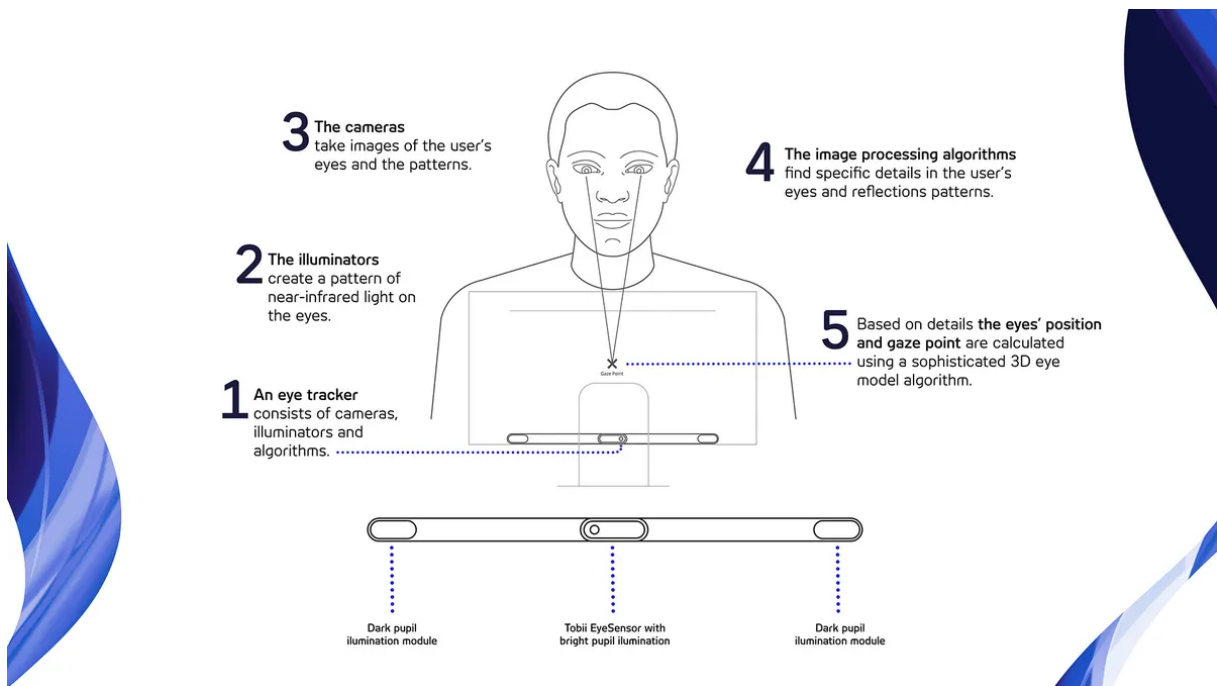 3 The cameras
take images of the user's
eyes and the patterns.
4 The image processing algorithms
find specific details in the user's
eyes and reflections patterns.
2 The illuminators
create a pattern of
near-infrared light on
the eyes.
5 Based on details the eyes' position
and gaze point are calculated
using a sophisticated 3D eye
model algorithm.
Gaze Point
1 An eye tracker
consists of cameras,
illuminators and
algorithms.
Dark pupil
ilumination module
Tobii EyeSensor with
bright pupil ilumination
Dark pupil
ilumination module